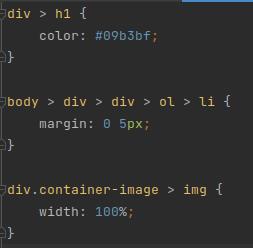 div > h1 {
    color: #09b3bf;
}
body > div > div > ol > li {
    margin: 0 5px;
}
div.container-image > img {
    width: 100%;
}